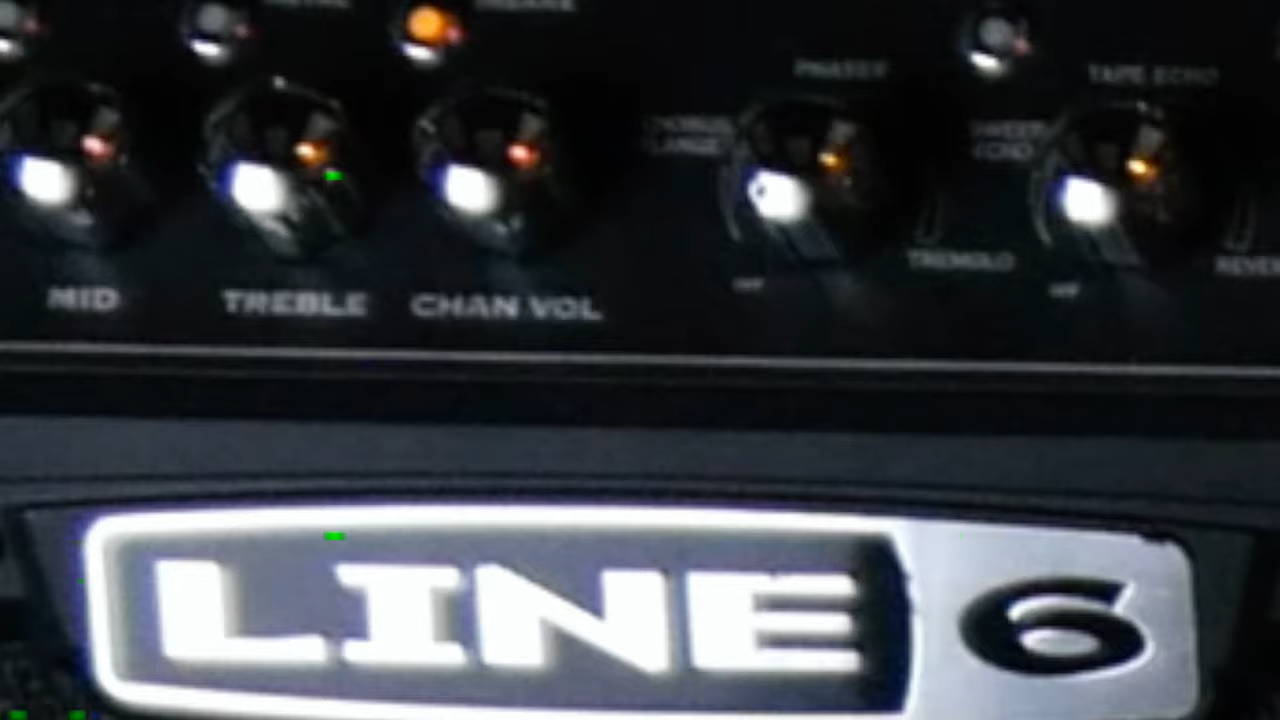 PHASER
TAPE ECHO
CHORUS
FLANGE
SWEEP
ECHO
TREMOLO
MID
TREBLE
CHAN VOL
LINE 6